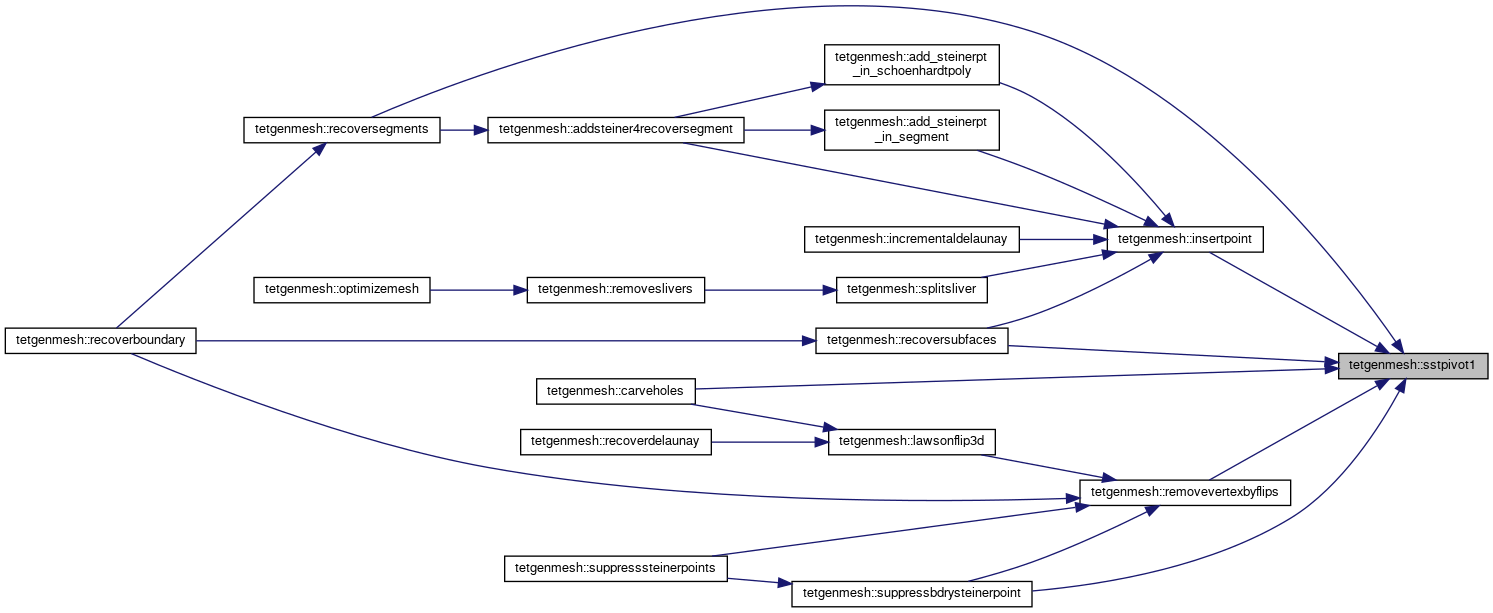 tetgenmesh::add_steinerpt
_in_schoenhardtpoly
tetgenmesh::recoversegments
tetgenmesh::addsteiner4recoversegment
tetgenmesh::add_steinerpt
_in_segment
tetgenmesh::incrementaldelaunay
tetgenmesh::insertpoint
tetgenmesh::optimizemesh
tetgenmesh::removeslivers
tetgenmesh::splitsliver
tetgenmesh::recoverboundary
tetgenmesh::recoversubfaces
tetgenmesh::sstpivot1
tetgenmesh::carveholes
tetgenmesh::recoverdelaunay
tetgenmesh::lawsonflip3d
tetgenmesh::removevertexbyflips
tetgenmesh::suppresssteinerpoints
tetgenmesh::suppressbdrysteinerpoint